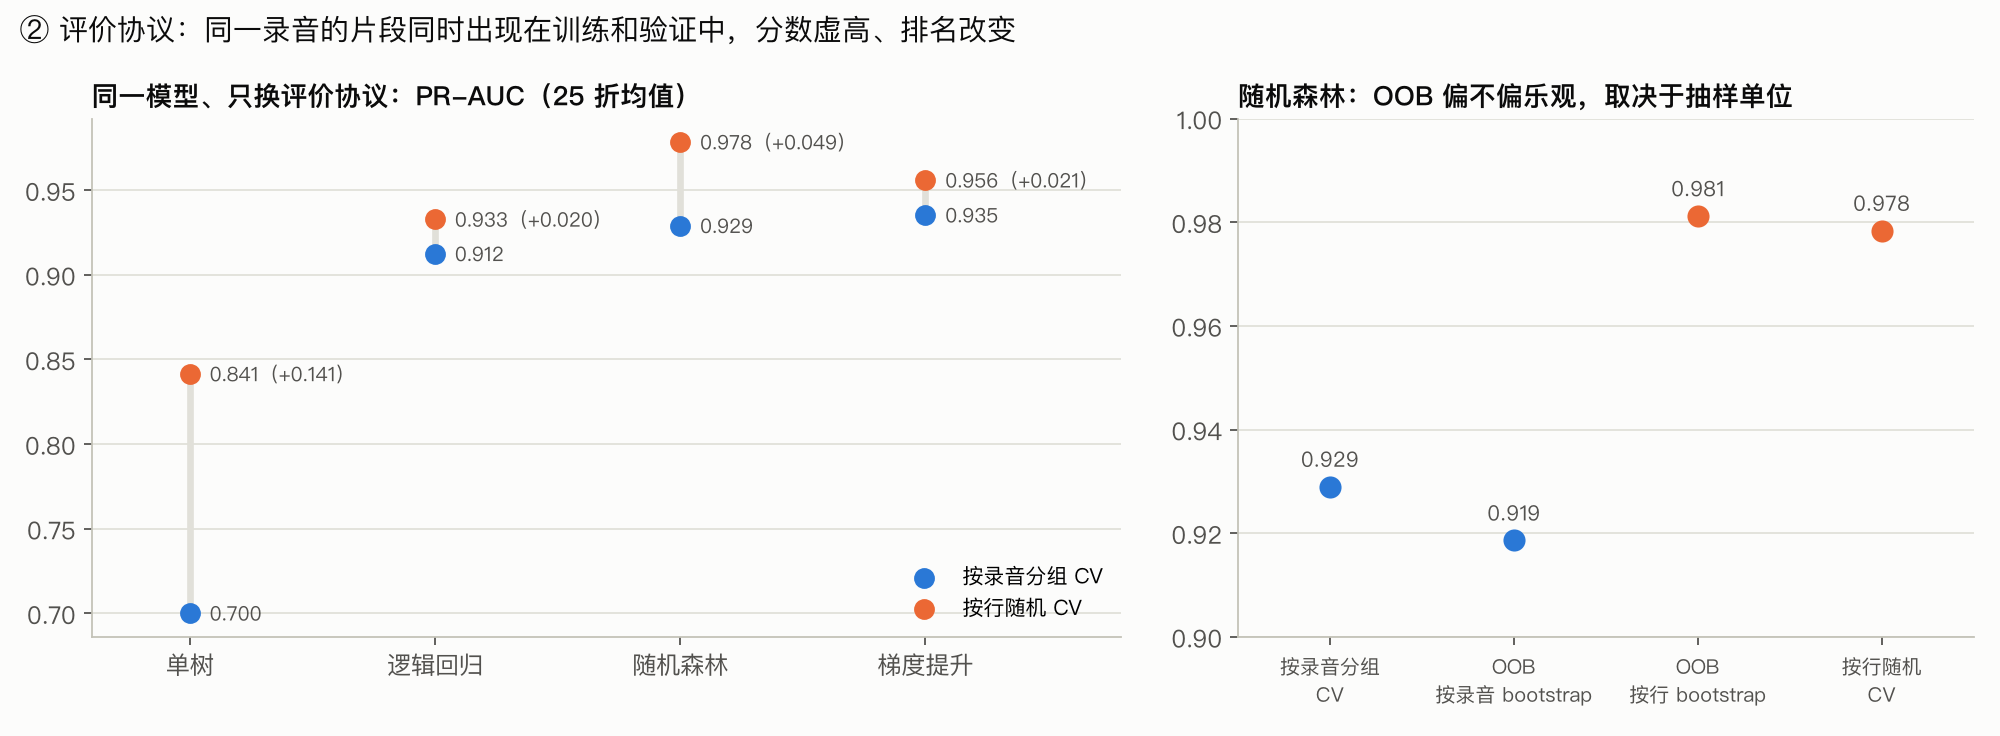 ② 评价协议：同一录音的片段同时出现在训练和验证中，分数虚高、排名改变
同一模型、只换评价协议：PR-AUC（25 折均值）
0.95
0.90
0.85
0.80
0.75
0.70
0.841（+0.141）
0.700
0.933（+0.020）
0.912
0.978（+0.049）
0.929
0.956（+0.021）
0.935
按录音分组 CV
按行随机 CV
单树
逻辑回归
随机森林
梯度提升
随机森林：OOB 偏不偏乐观，取决于抽样单位
1.00
0.98
0.96
0.94
0.92
0.90
0.929
0.919
0.981
0.978
按录音分组
CV
OOB
按录音 bootstrap
OOB
按行 bootstrap
按行随机
CV